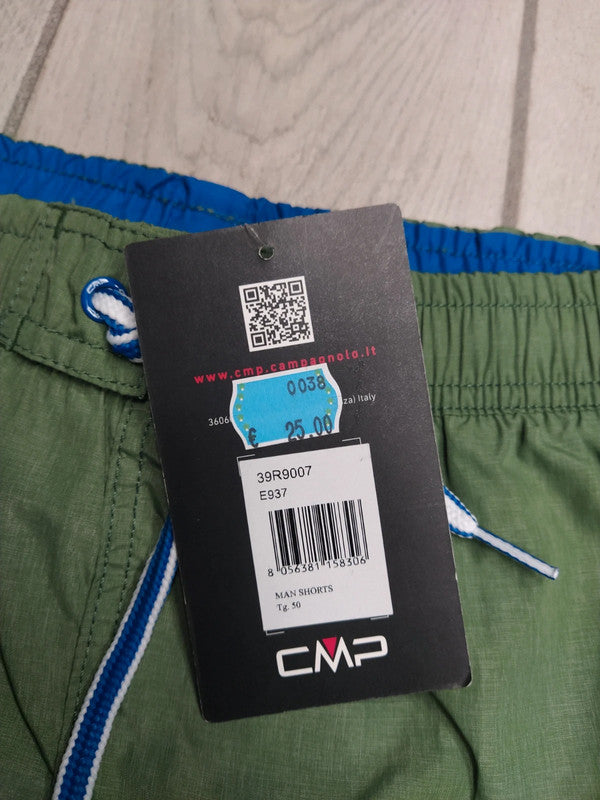 www.cmp.campagnolo.it
0038
3606
za) Italy
€ 25.00
39R9007
E937
8 056381 158306
MAN SHORTS
Tg. 50
CMP